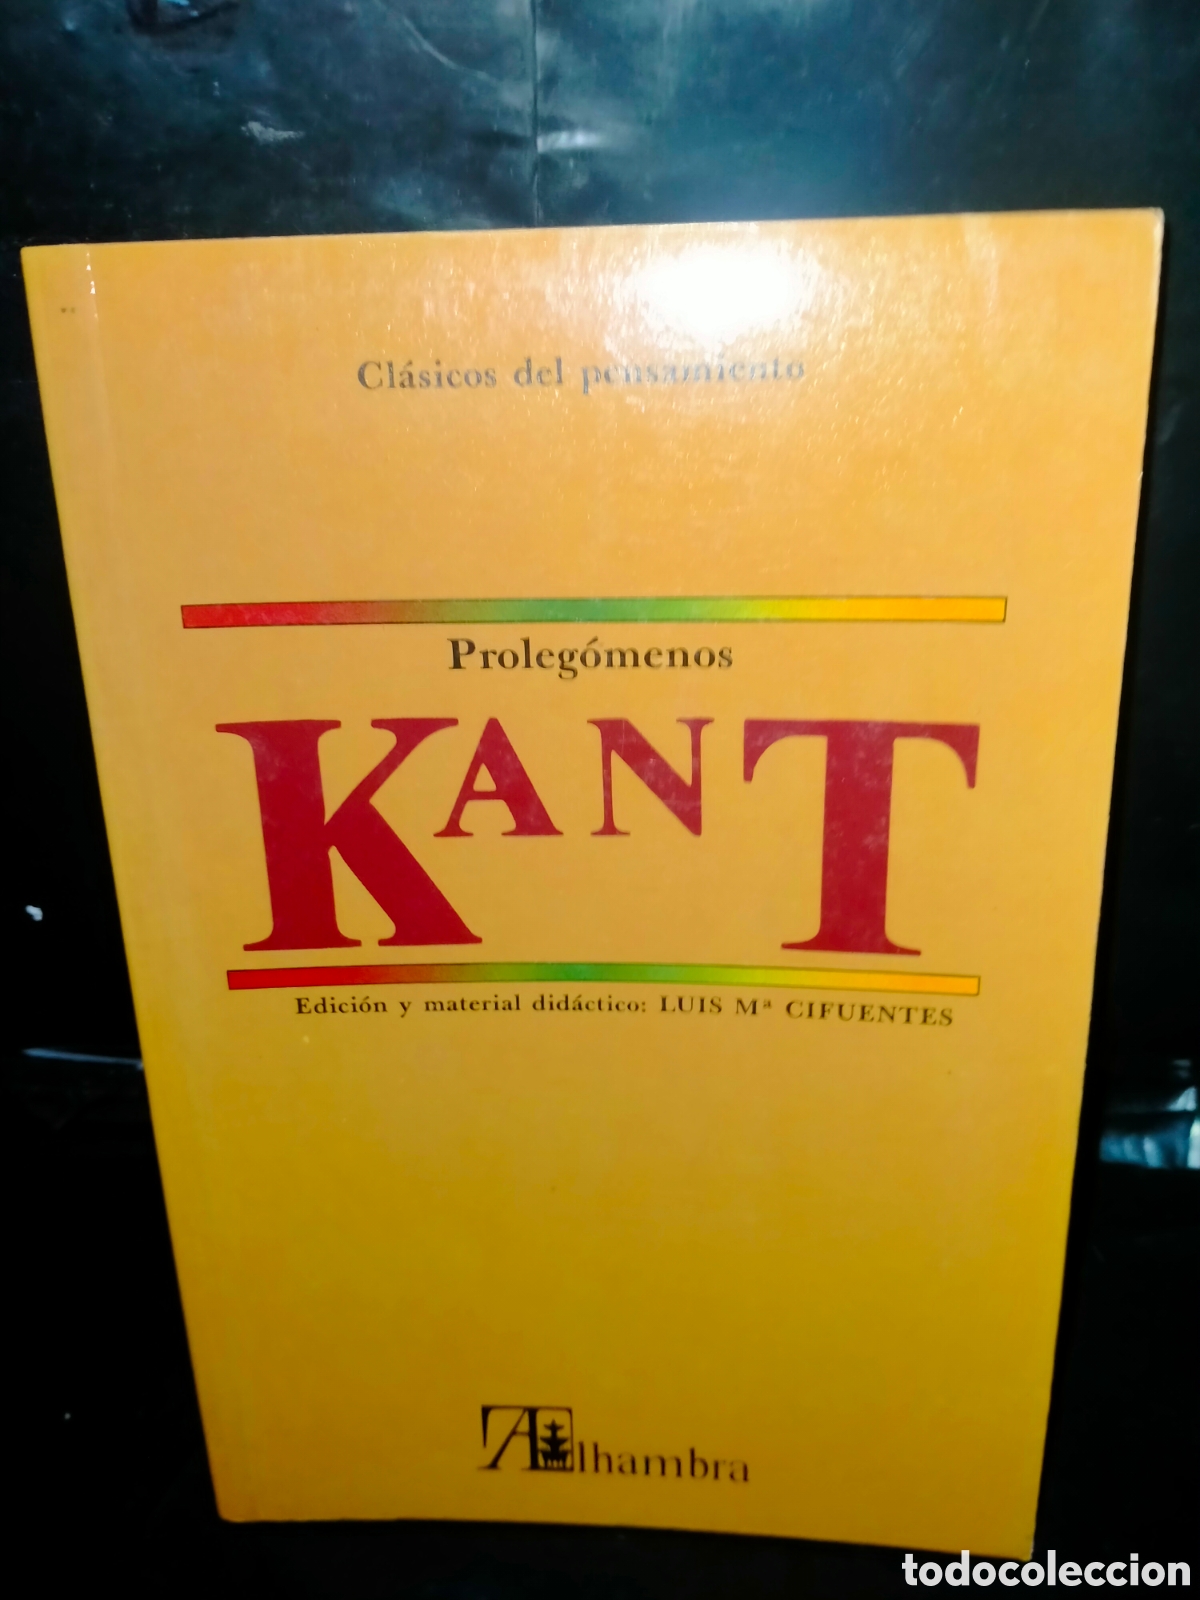 Clásicos del pensamiento
Prolegómenos
KANT
Edición y material didáctico: LUIS Mª CIFUENTES
Alhambra
todocoleccion